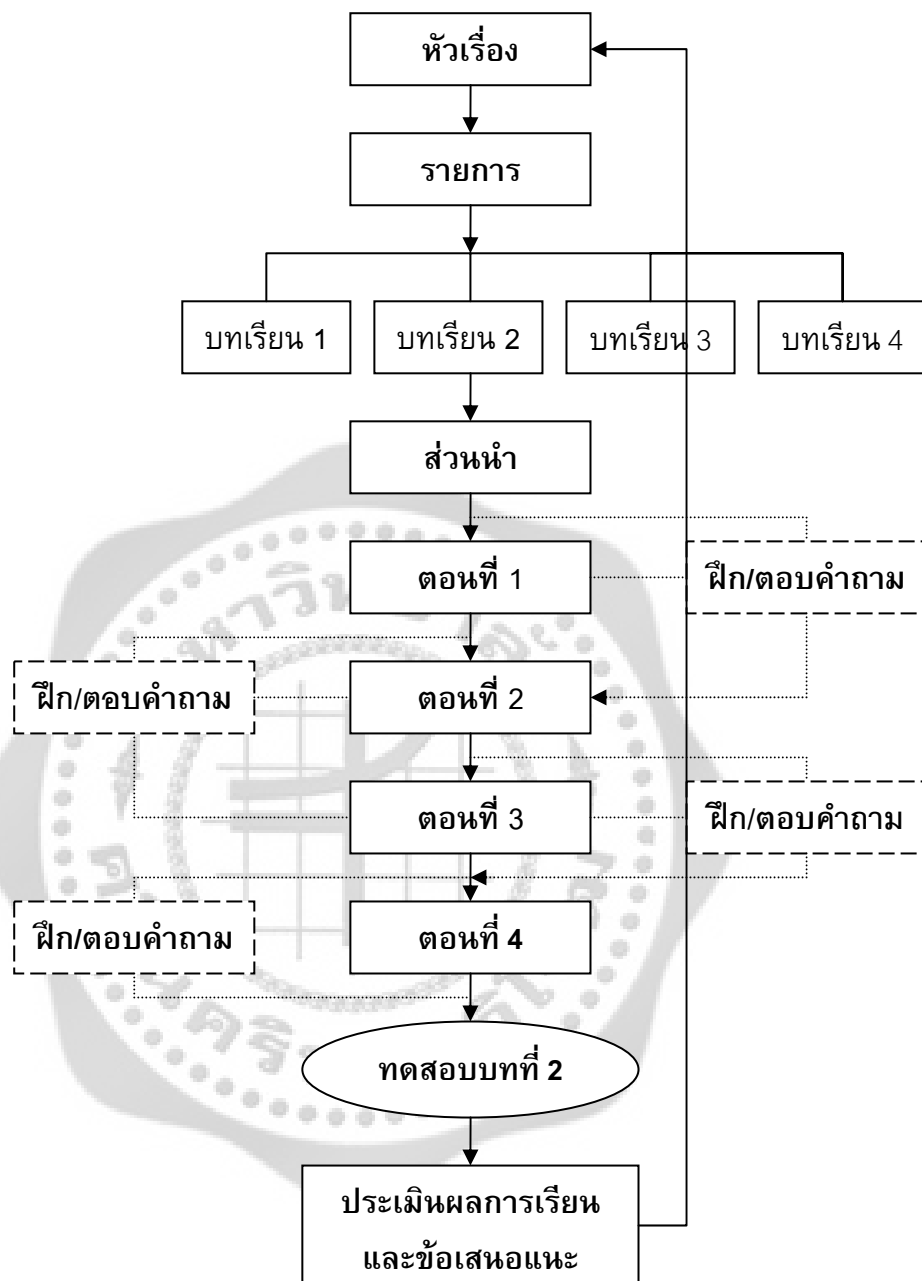 หัวเรื่อง
รายการ
บทเรียน 1
บทเรียน 2
บทเรียน 3
บทเรียน 4
ส่วนนำ
ตอนที่ 1
ฝึก/ตอบคำถาม
ฝึก/ตอบคำถาม
ตอนที่ 2
ตอนที่ 3
ฝึก/ตอบคำถาม
ฝึก/ตอบคำถาม
ตอนที่ 4
ทดสอบบทที่ 2
ประเมินผลการเรียน
และข้อเสนอแนะ